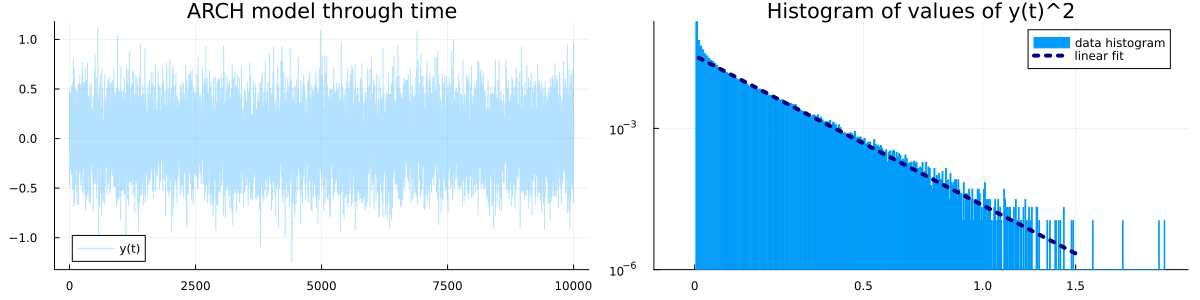 ARCH model through time
1.0
0.5
0.0
−0.5
−1.0
y(t)
0 2500 5000 7500 10000
Histogram of values of y(t)^2
data histogram
linear fit
10⁻³
10⁻⁶
0 0.5 1.0 1.5